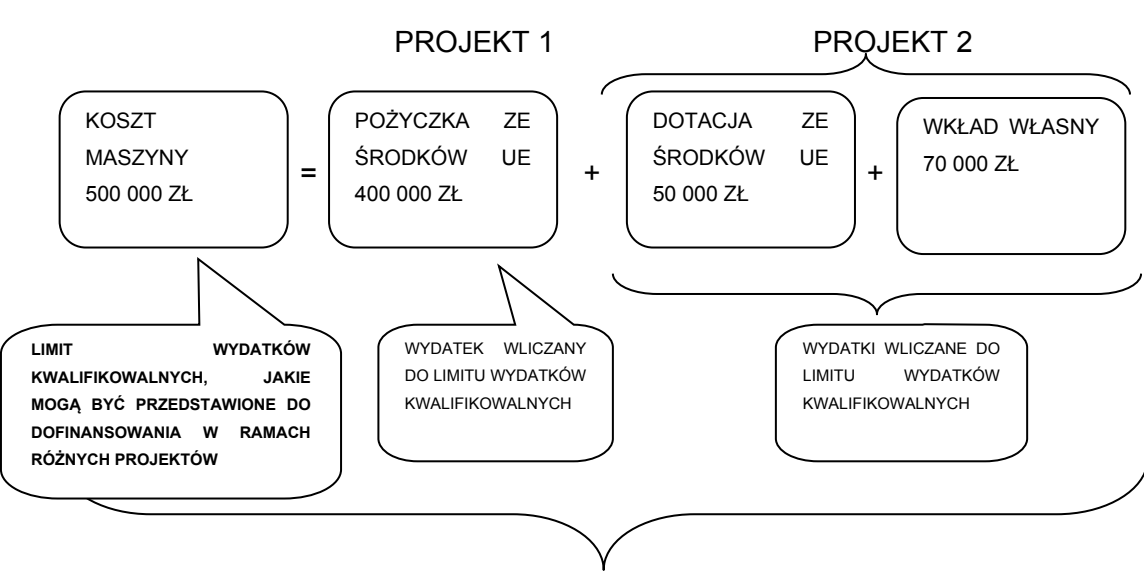 PROJEKT 1
PROJEKT 2
KOSZT
MASZYNY
500 000 ZŁ
=
POŻYCZKA ZE
ŚRODKÓW UE
400 000 ZŁ
+
DOTACJA ZE
ŚRODKÓW UE
50 000 ZŁ
+
WKŁAD WŁASNY
70 000 ZŁ
LIMIT WYDATKÓW
KWALIFIKOWALNYCH, JAKIE
MOGĄ BYĆ PRZEDSTAWIONE DO
DOFINANSOWANIA W RAMACH
RÓŻNYCH PROJEKTÓW
WYDATEK WLICZANY
DO LIMITU WYDATKÓW
KWALIFIKOWALNYCH
WYDATKI WLICZANE DO
LIMITU WYDATKÓW
KWALIFIKOWALNYCH